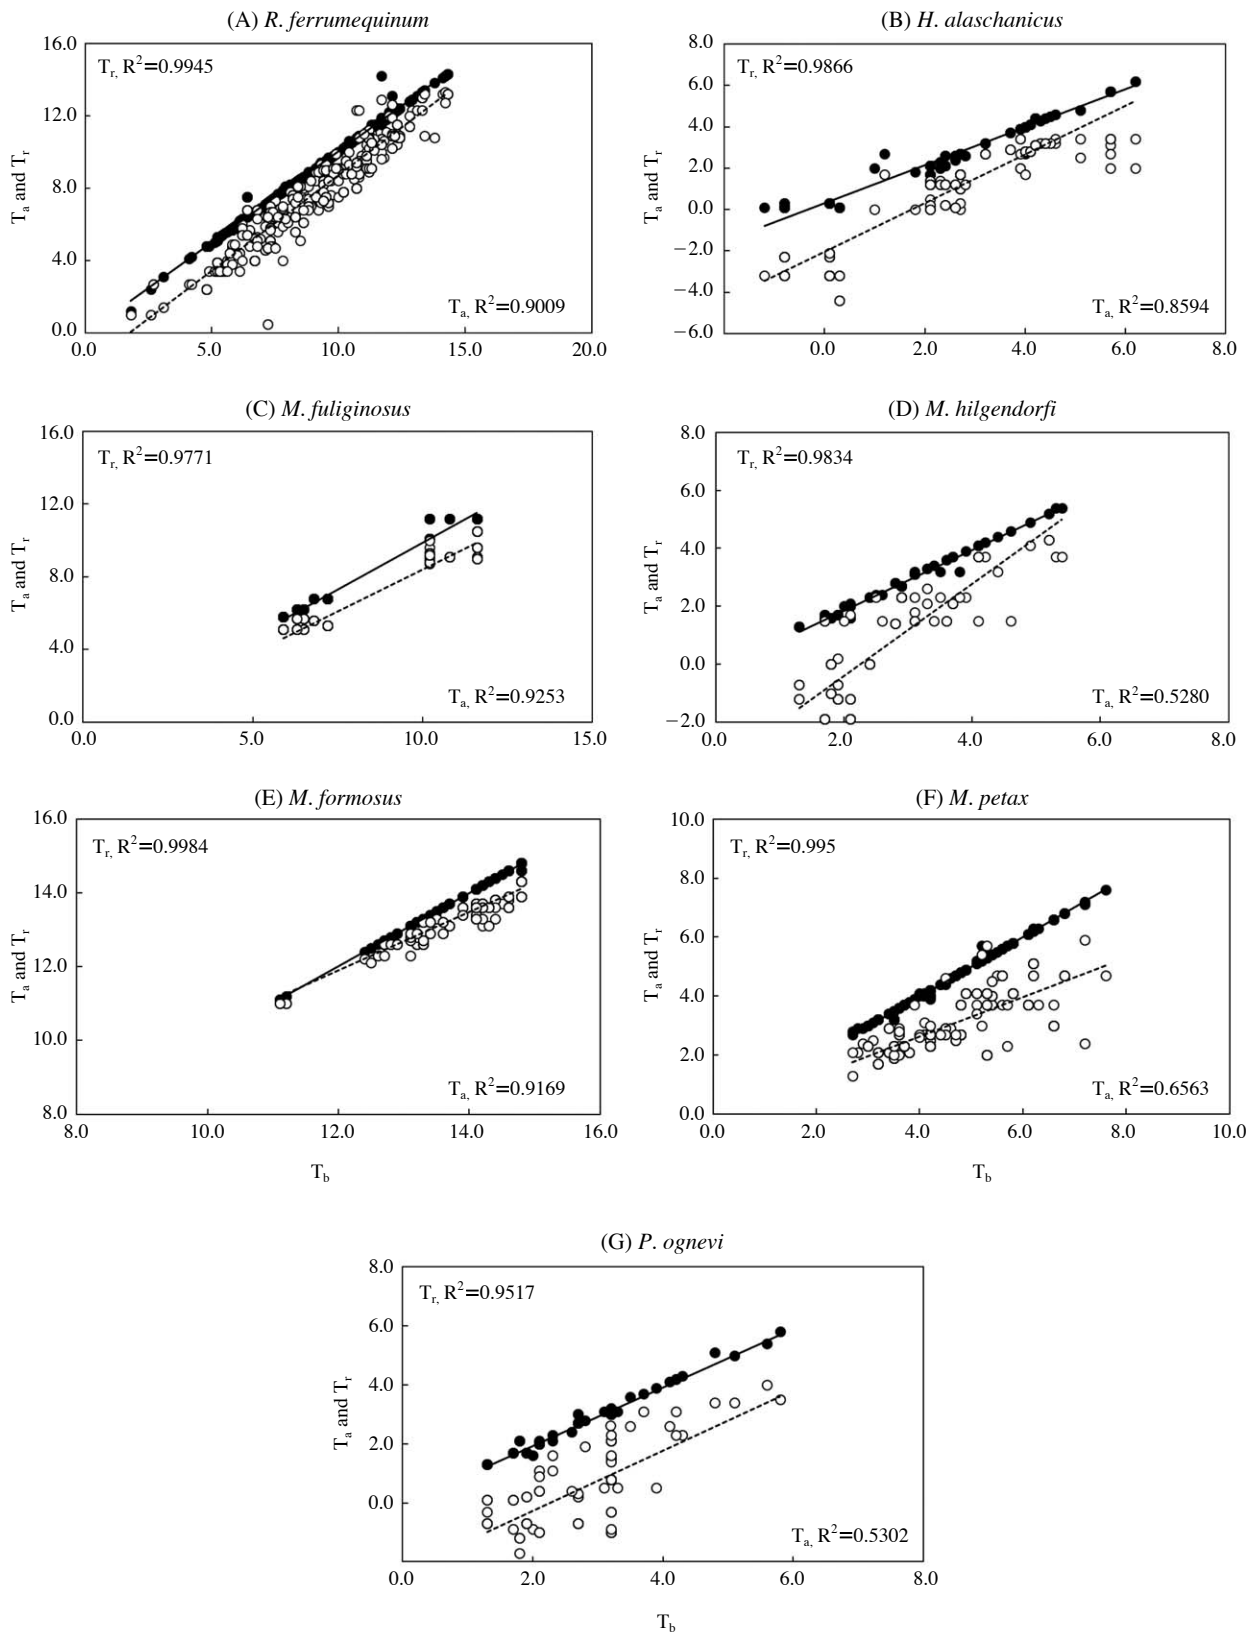 (A) R. ferrumequinum
(B) H. alaschanicus
16.0
12.0
8.0
4.0
0.0
Ta and Tr
Tr, R²=0.9945
Ta, R²=0.9009
0.0 5.0 10.0 15.0 20.0
8.0
6.0
4.0
2.0
0.0
−2.0
−4.0
−6.0
Ta and Tr
Tr, R²=0.9866
Ta, R²=0.8594
0.0 2.0 4.0 6.0 8.0
(C) M. fuliginosus
(D) M. hilgendorfi
16.0
12.0
8.0
4.0
0.0
Ta and Tr
Tr, R²=0.9771
Ta, R²=0.9253
0.0 5.0 10.0 15.0
8.0
6.0
4.0
2.0
0.0
−2.0
Ta and Tr
Tr, R²=0.9834
Ta, R²=0.5280
0.0 2.0 4.0 6.0 8.0
(E) M. formosus
(F) M. petax
16.0
14.0
12.0
10.0
8.0
Ta and Tr
Tr, R²=0.9984
Ta, R²=0.9169
8.0 10.0 12.0 14.0 16.0
Tb
10.0
8.0
6.0
4.0
2.0
0.0
Ta and Tr
Tr, R²=0.995
Ta, R²=0.6563
0.0 2.0 4.0 6.0 8.0 10.0
Tb
(G) P. ognevi
8.0
6.0
4.0
2.0
0.0
Ta and Tr
Tr, R²=0.9517
Ta, R²=0.5302
0.0 2.0 4.0 6.0 8.0
Tb